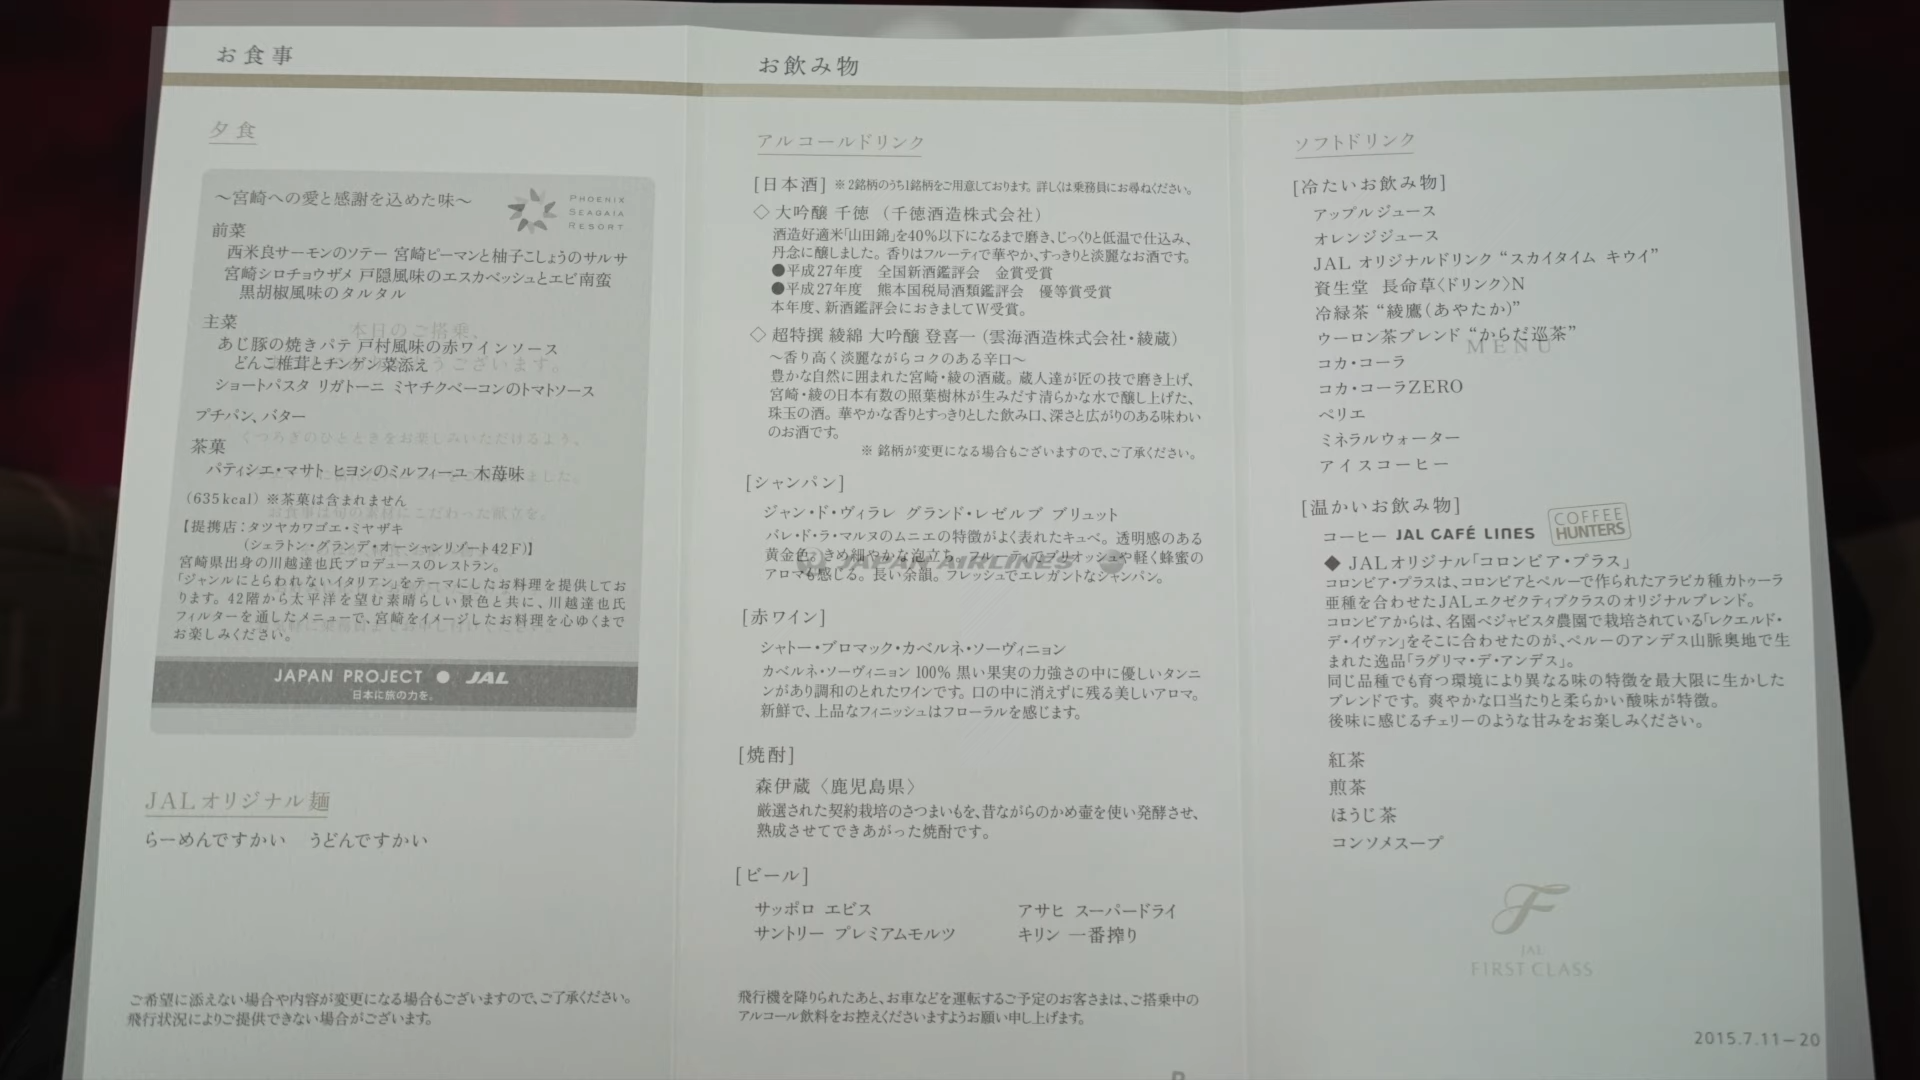 お食事
夕食
～宮崎への愛と感謝を込めた味～
PHOENIX
SEAGAIA
RESORT
前菜
西米良サーモンのソテー 宮崎ピーマンと柚子こしょうのサルサ
宮崎シロチョウザメ 戸隠風味のエスカベッシュとエビ南蛮
黒胡椒風味のタルタル
主菜
あじ豚の焼きパテ 戸村風味の赤ワインソース
どんこ椎茸とチンゲン菜添え
ショートパスタ リガトーニ ミヤチクベーコンのトマトソース
プチパン、バター
茶菓
パティシエ・マサト ヒヨシのミルフィーユ 木苺味
(635kcal) ※茶菓は含まれません
【提携店：タツヤカワゴエ・ミヤザキ
(シェラトン・グランデ・オーシャンリゾート42F)】
宮崎県出身の川越達也氏プロデュースのレストラン。
「ジャンルにとらわれないイタリアン」をテーマにしたお料理を提供してお
ります。42階から太平洋を望む素晴らしい景色と共に、川越達也氏
フィルターを通したメニューで、宮崎をイメージしたお料理を心ゆくまで
お楽しみください。
JAPAN PROJECT ● JAL
日本に旅の力を。
JALオリジナル麺
らーめんですかい うどんですかい
ご希望に添えない場合や内容が変更になる場合もございますので、ご了承ください。
飛行状況によりご提供できない場合がございます。
お飲み物
アルコールドリンク
[日本酒] ※2銘柄のうち1銘柄をご用意しております。詳しくは乗務員にお尋ねください。
◇ 大吟醸 千徳 (千徳酒造株式会社)
酒造好適米「山田錦」を40%以下になるまで磨き、じっくりと低温で仕込み、
丹念に醸しました。香りはフルーティで華やか、すっきりと淡麗なお酒です。
●平成27年度 全国新酒鑑評会 金賞受賞
●平成27年度 熊本国税局酒類鑑評会 優等賞受賞
本年度、新酒鑑評会におきましてW受賞。
◇ 超特撰 綾錦 大吟醸 登喜一 (雲海酒造株式会社・綾蔵)
～香り高く淡麗ながらコクのある辛口～
豊かな自然に囲まれた宮崎・綾の酒蔵。蔵人達が匠の技で磨き上げ、
宮崎・綾の日本有数の照葉樹林が生みだす清らかな水で醸し上げた、
珠玉の酒。華やかな香りとすっきりとした飲み口、深さと広がりのある味わい
のお酒です。
※ 銘柄が変更になる場合もございますので、ご了承ください。
[シャンパン]
ジャン・ド・ヴィラレ グランド・レゼルブ ブリュット
バレ・ド・ラ・マルヌのムニエの特徴がよく表れたキュベ。透明感のある
黄金色。きめ細やかな泡立ち。フルーティでブリオッシュや軽く蜂蜜の
アロマも感じる。長い余韻。フレッシュでエレガントなシャンパン。
JAPAN AIRLINES
[赤ワイン]
シャトー・ブロマック・カベルネ・ソーヴィニョン
カベルネ・ソーヴィニョン 100% 黒い果実の力強さの中に優しいタンニ
ンがあり調和のとれたワインです。口の中に消えずに残る美しいアロマ。
新鮮で、上品なフィニッシュはフローラルを感じます。
[焼酎]
森伊蔵〈鹿児島県〉
厳選された契約栽培のさつまいもを、昔ながらのかめ壷を使い発酵させ、
熟成させてできあがった焼酎です。
[ビール]
サッポロ エビス アサヒ スーパードライ
サントリー プレミアムモルツ キリン 一番搾り
飛行機を降りられたあと、お車などを運転するご予定のお客さまは、ご搭乗中の
アルコール飲料をお控えくださいますようお願い申し上げます。
ソフトドリンク
[冷たいお飲み物]
アップルジュース
オレンジジュース
JAL オリジナルドリンク “スカイタイム キウイ”
資生堂 長命草〈ドリンク〉N
冷緑茶 “綾鷹(あやたか)”
ウーロン茶ブレンド “からだ巡茶”
MENU
コカ・コーラ
コカ・コーラZERO
ペリエ
ミネラルウォーター
アイスコーヒー
[温かいお飲み物]
コーヒー JAL CAFÉ LINES COFFEE HUNTERS
◆ JALオリジナル「コロンビア・プラス」
コロンビア・プラスは、コロンビアとペルーで作られたアラビカ種カトゥーラ
亜種を合わせたJALエクゼクティブクラスのオリジナルブレンド。
コロンビアからは、名園ベジャビスタ農園で栽培されている「レクエルド・
デ・イヴァン」をそこに合わせたのが、ペルーのアンデス山脈奥地で生
まれた逸品「ラグリマ・デ・アンデス」。
同じ品種でも育つ環境により異なる味の特徴を最大限に生かした
ブレンドです。爽やかな口当たりと柔らかい酸味が特徴。
後味に感じるチェリーのような甘みをお楽しみください。
紅茶
煎茶
ほうじ茶
コンソメスープ
JAL
FIRST CLASS
2015.7.11－20